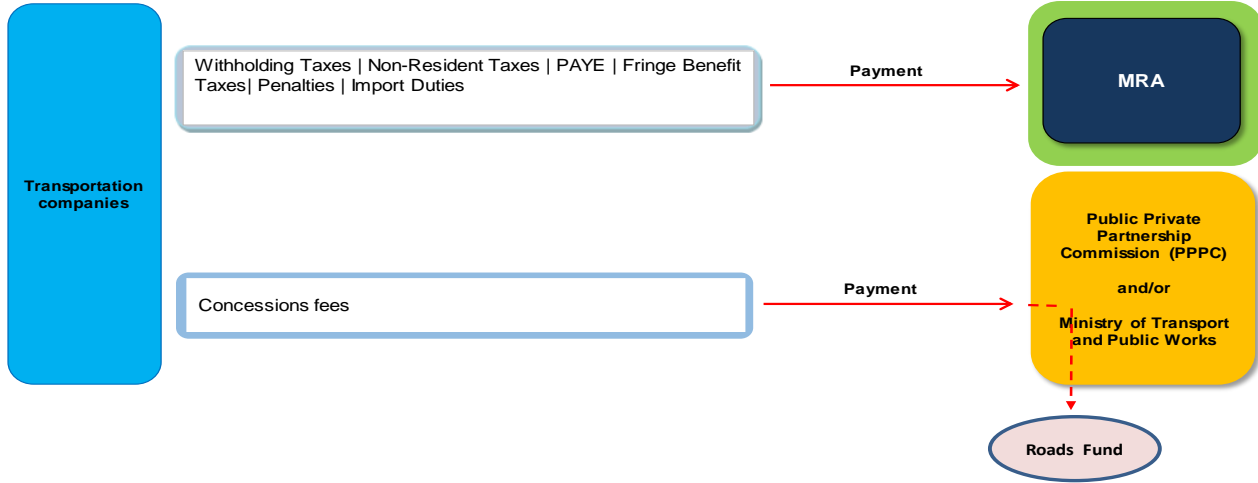 Transportation
companies
Withholding Taxes | Non-Resident Taxes | PAYE | Fringe Benefit
Taxes| Penalties | Import Duties
Payment
MRA
Concessions fees
Payment
Public Private
Partnership
Commission (PPPC)
and/or
Ministry of Transport
and Public Works
Roads Fund